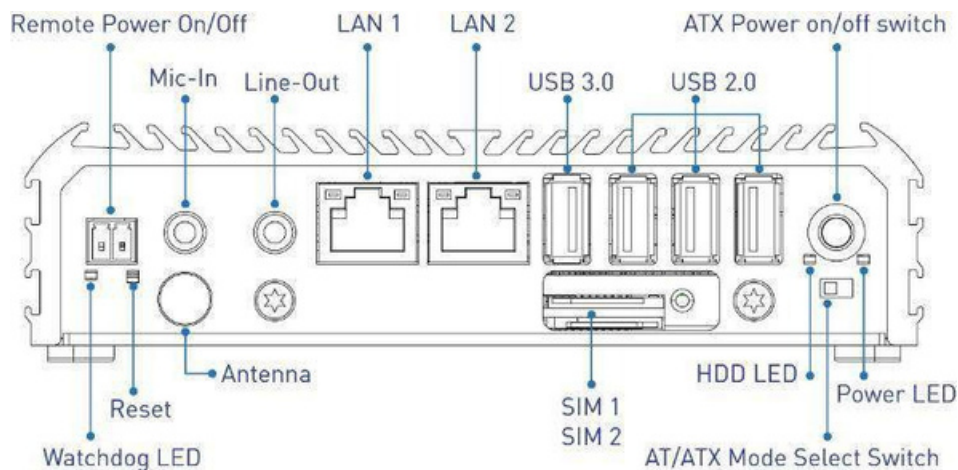 Remote Power On/Off
LAN 1
LAN 2
ATX Power on/off switch
Mic-In
Line-Out
USB 3.0
USB 2.0
Antenna
HDD LED
Reset
SIM 1
SIM 2
Power LED
Watchdog LED
AT/ATX Mode Select Switch